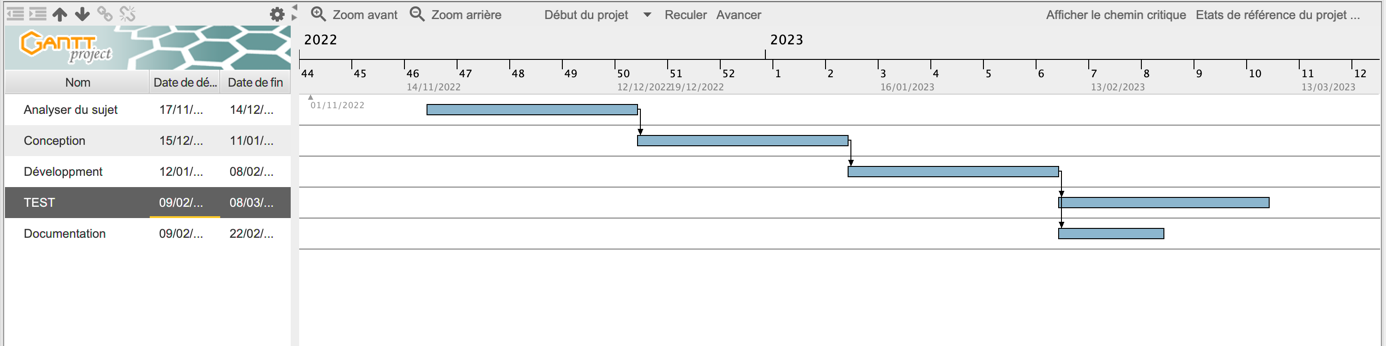 Zoom avant Zoom arrière Début du projet Reculer Avancer Afficher le chemin critique Etats de référence du projet ...
GANTT
project
2022 2023
Nom Date de dé... Date de fin
44 45 46 47 48 49 50 51 52 1 2 3 4 5 6 7 8 9 10 11 12
14/11/2022 12/12/2022 19/12/2022 16/01/2023 13/02/2023 13/03/2023
01/11/2022
Analyser du sujet 17/11/... 14/12/...
Conception 15/12/... 11/01/...
Développment 12/01/... 08/02/...
TEST 09/02/... 08/03/...
Documentation 09/02/... 22/02/...